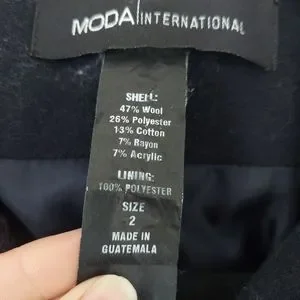 MODA INTERNATIONAL
SHELL:
47% Wool
26% Polyester
13% Cotton
7% Rayon
7% Acrylic
LINING:
100% POLYESTER
SIZE
2
MADE IN
GUATEMALA